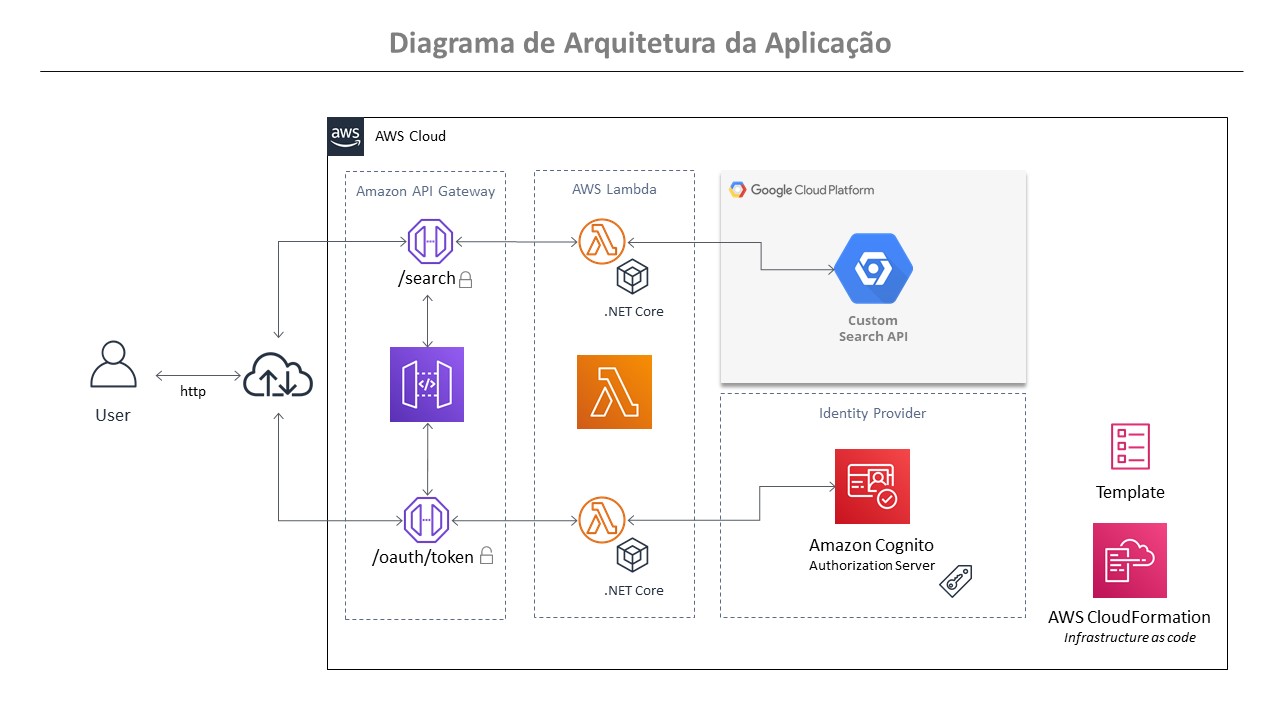 Diagrama de Arquitetura da Aplicação
aws
AWS Cloud
Amazon API Gateway
AWS Lambda
Google Cloud Platform
/search
.NET Core
Custom
Search API
User
http
</>
Identity Provider
/oauth/token
.NET Core
Amazon Cognito
Authorization Server
Template
AWS CloudFormation
Infrastructure as code